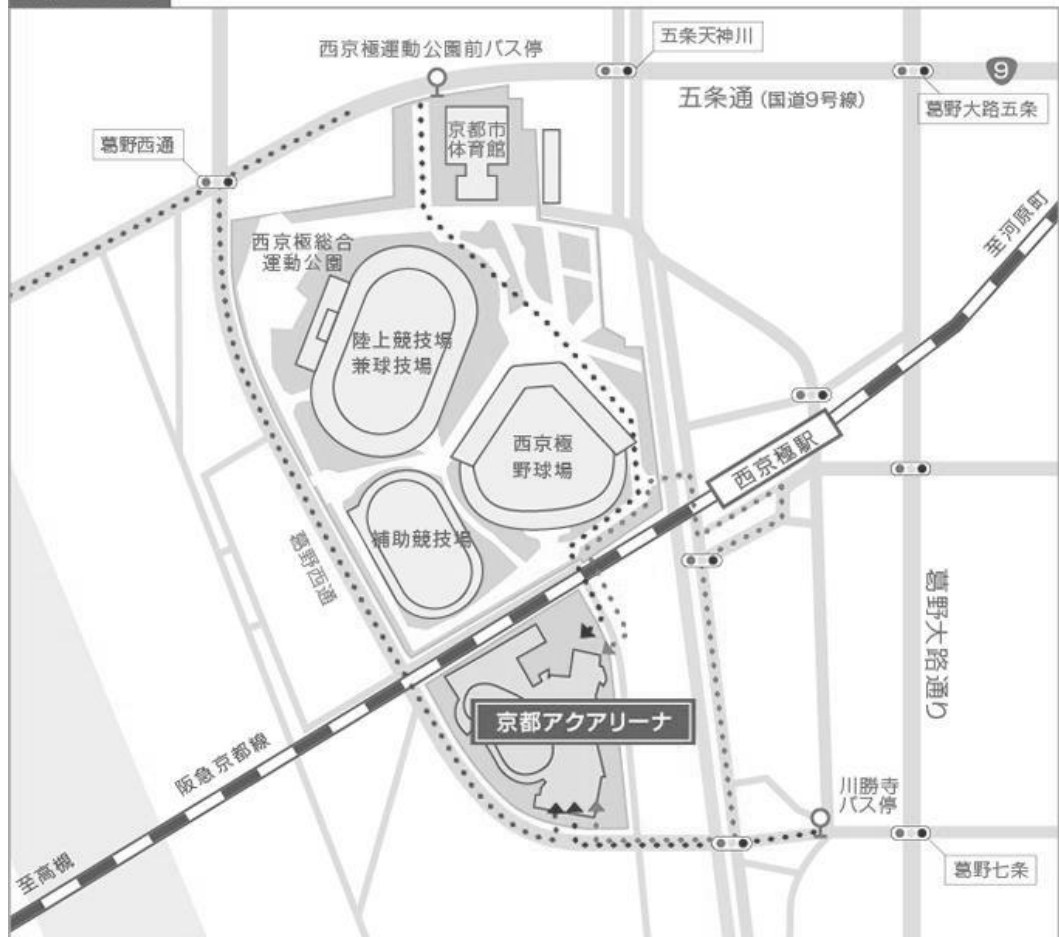 西京極運動公園前バス停
五条天神川
9
五条通 (国道9号線)
葛野大路五条
葛野西通
京都市
体育館
至河原町
西京極総合
運動公園
陸上競技場
兼球技場
西京極
野球場
西京極駅
補助競技場
葛野西通
葛野大路通り
京都アクアリーナ
阪急京都線
川勝寺
バス停
至高槻
葛野七条